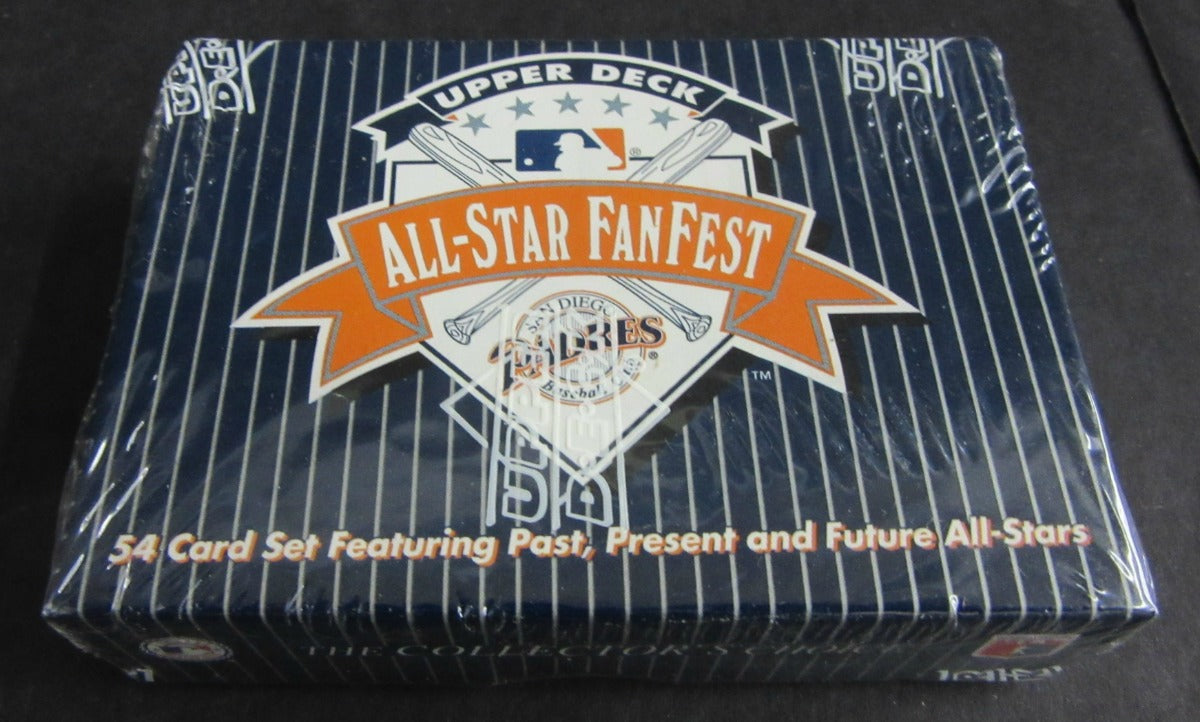 UPPER DECK
ALL-STAR FANFEST
SAN DIEGO
PADRES
Baseball Club
TM
54 Card Set Featuring Past, Present and Future All-Stars
THE COLLECTOR'S CHOICE